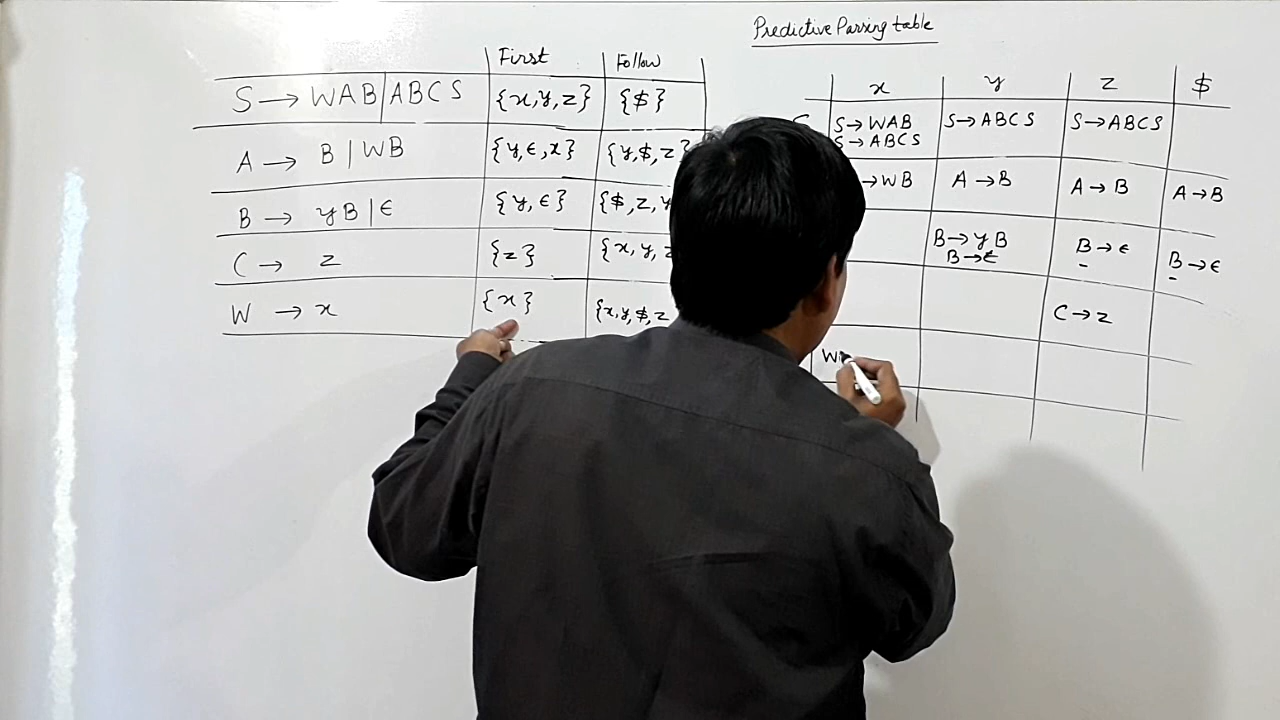 Predictive Parsing table
First Follow
S → WAB | ABCS {x,y,z} {$}
A → B | WB {y,ϵ,x} {y,$,z}
B → yB | ϵ {y,ϵ} {$,z,y
C → z {z} {x,y,z
W → x {x} {x,y,$,z
x y z $
S→WAB S→ABCS S→ABCS
S→ABCS
→WB A→B A→B A→B
B→yB B→ϵ B→ϵ
B→ϵ
C→z
W